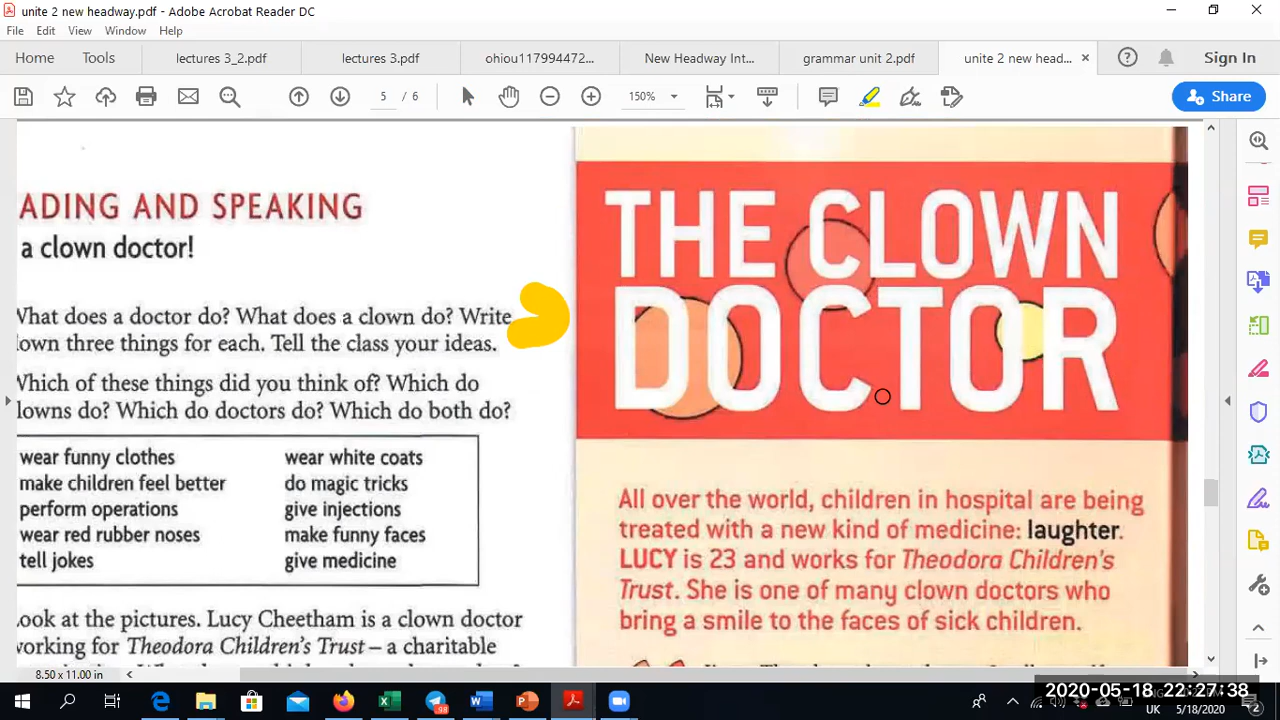 unite 2 new headway.pdf - Adobe Acrobat Reader DC
File Edit View Window Help
Home Tools lectures 3_2.pdf lectures 3.pdf ohiou117994472... New Headway Int... grammar unit 2.pdf unite 2 new head... × Sign In
5 / 6 150% Share
ADING AND SPEAKING
a clown doctor!
What does a doctor do? What does a clown do? Write
own three things for each. Tell the class your ideas.
Which of these things did you think of? Which do
lowns do? Which do doctors do? Which do both do?
wear funny clothes wear white coats
make children feel better do magic tricks
perform operations give injections
wear red rubber noses make funny faces
tell jokes give medicine
ook at the pictures. Lucy Cheetham is a clown doctor
working for Theodora Children's Trust – a charitable
THE CLOWN
DOCTOR
All over the world, children in hospital are being
treated with a new kind of medicine: laughter.
LUCY is 23 and works for Theodora Children's
Trust. She is one of many clown doctors who
bring a smile to the faces of sick children.
8.50 x 11.00 in
98
2020-05-18 22:27:38
UK 5/18/2020 2